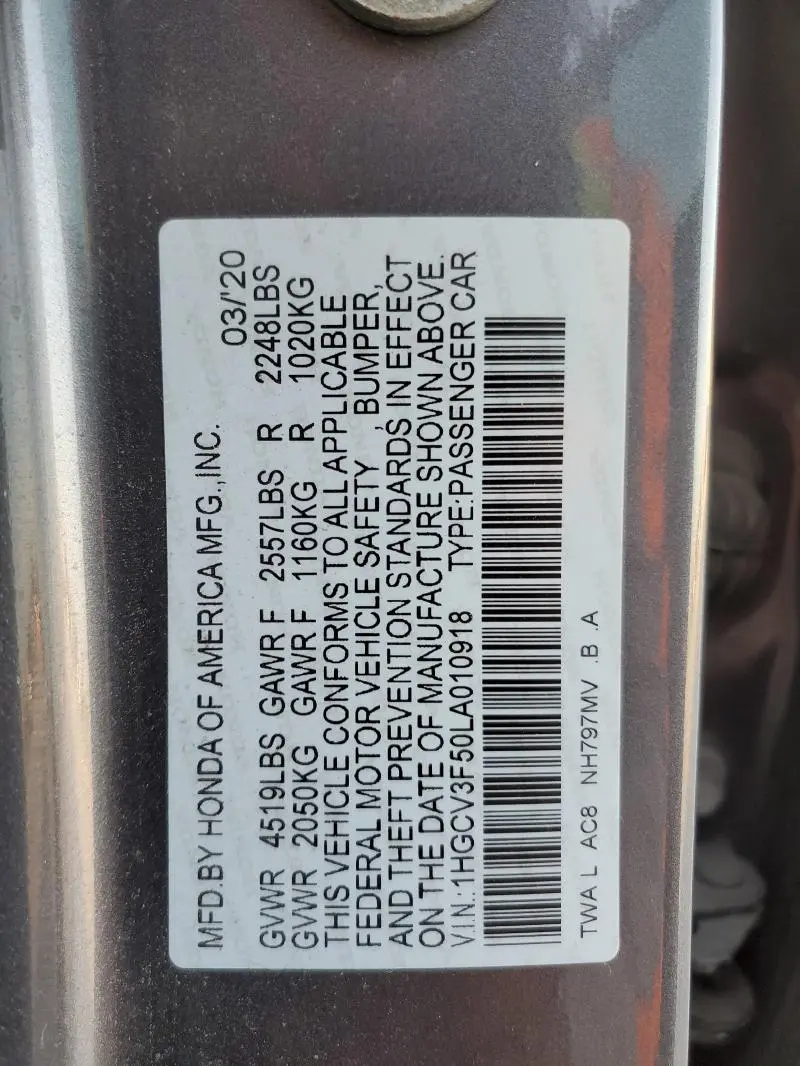 MFD.BY HONDA OF AMERICA MFG.,INC. 03/'20
GVWR 4519LBS GAWR F 2557LBS R 2248LBS
GVWR 2050KG GAWR F 1160KG R 1020KG
THIS VEHICLE CONFORMS TO ALL APPLICABLE
FEDERAL MOTOR VEHICLE SAFETY , BUMPER,
AND THEFT PREVENTION STANDARDS IN EFFECT
ON THE DATE OF MANUFACTURE SHOWN ABOVE.
V.I.N.:1HGCV3F50LA010918 TYPE:PASSENGER CAR
TWA L AC8 NH797MV .B .A